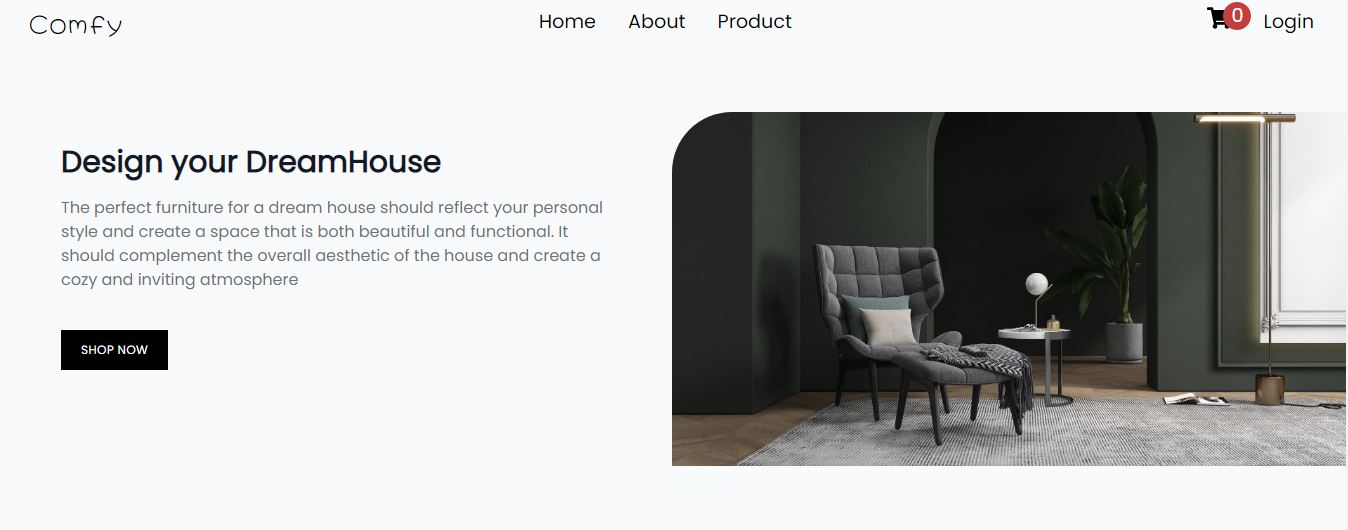 Comfy
Home About Product
0 Login
Design your DreamHouse
The perfect furniture for a dream house should reflect your personal
style and create a space that is both beautiful and functional. It
should complement the overall aesthetic of the house and create a
cozy and inviting atmosphere
SHOP NOW